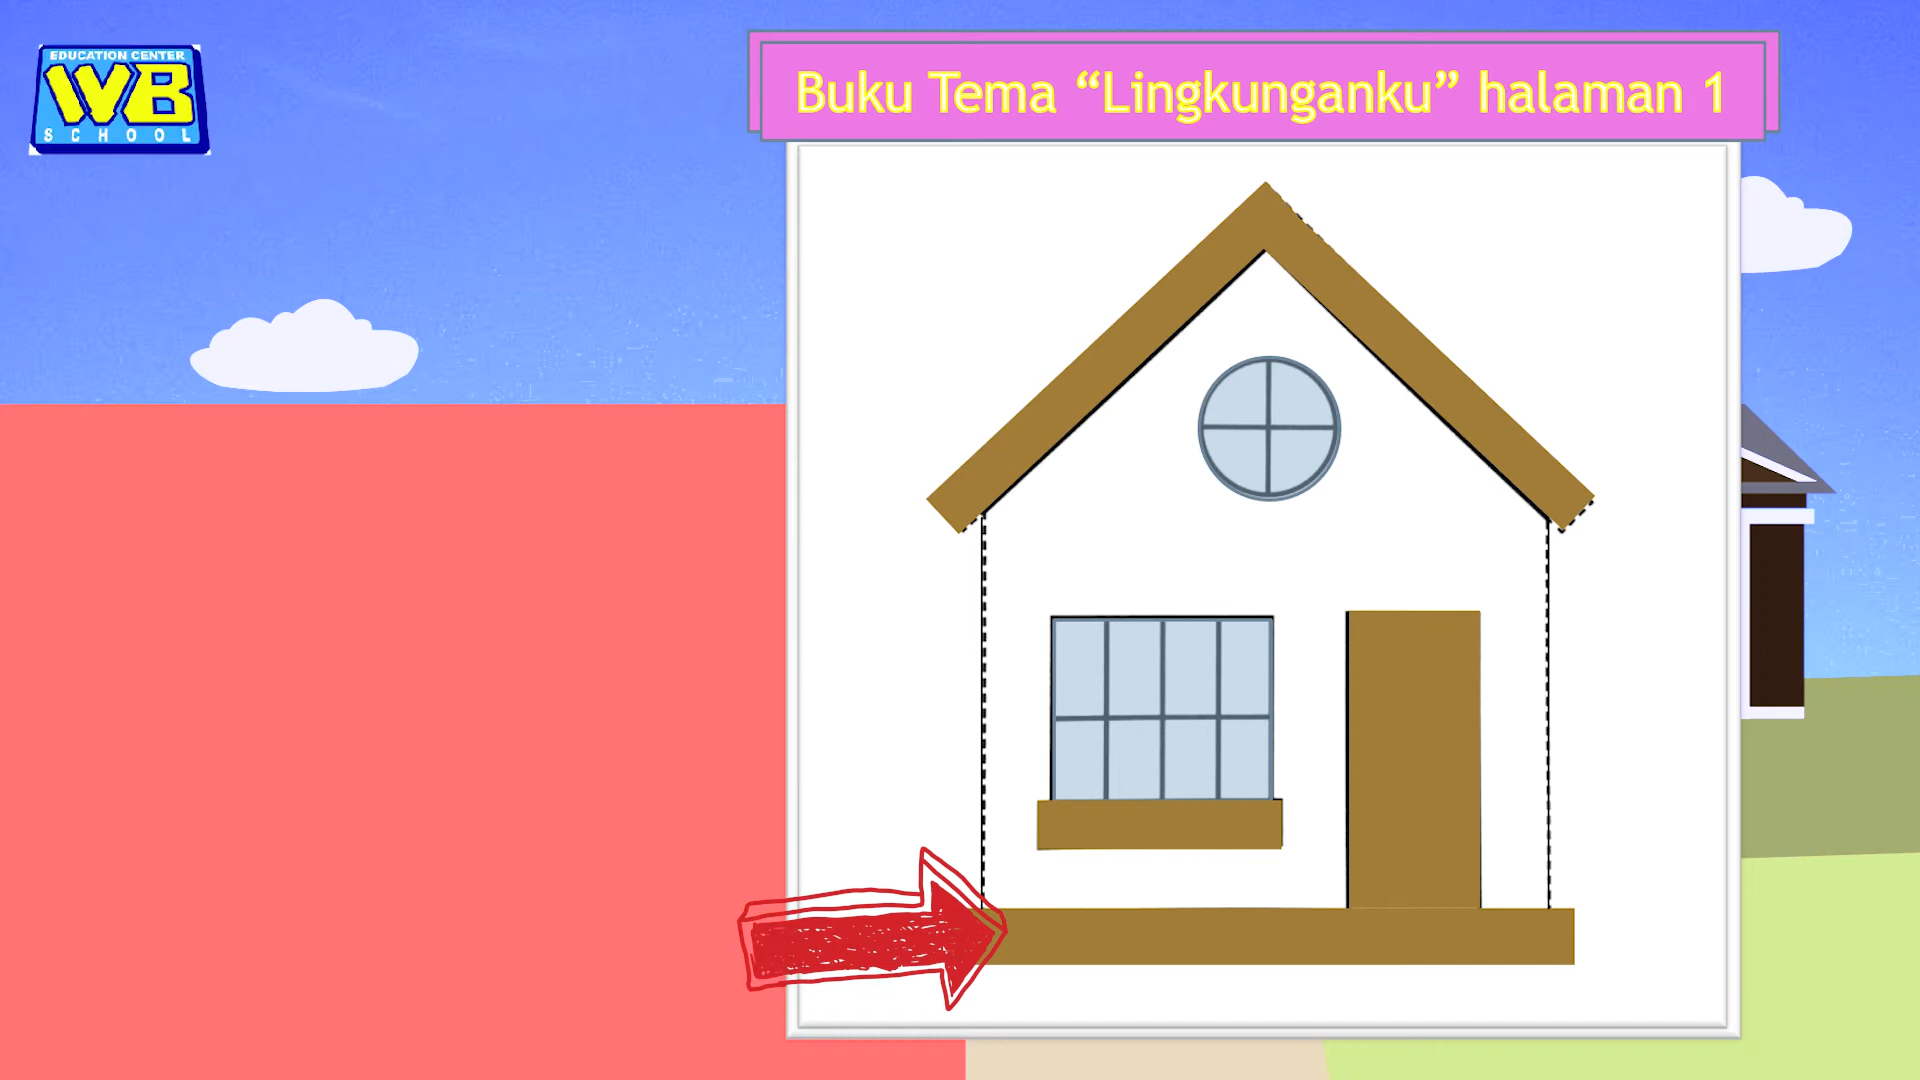 EDUCATION CENTER
WB
SCHOOL
Buku Tema “Lingkunganku” halaman 1